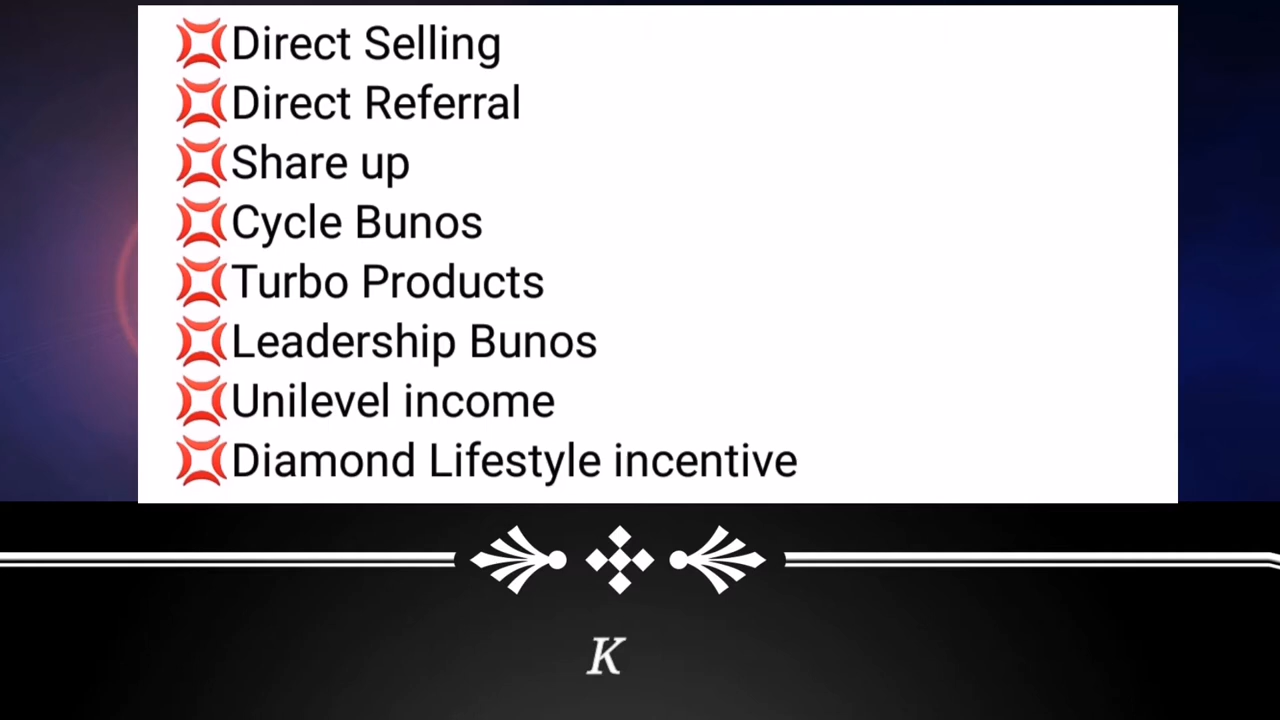 💢Direct Selling
💢Direct Referral
💢Share up
💢Cycle Bunos
💢Turbo Products
💢Leadership Bunos
💢Unilevel income
💢Diamond Lifestyle incentive
K